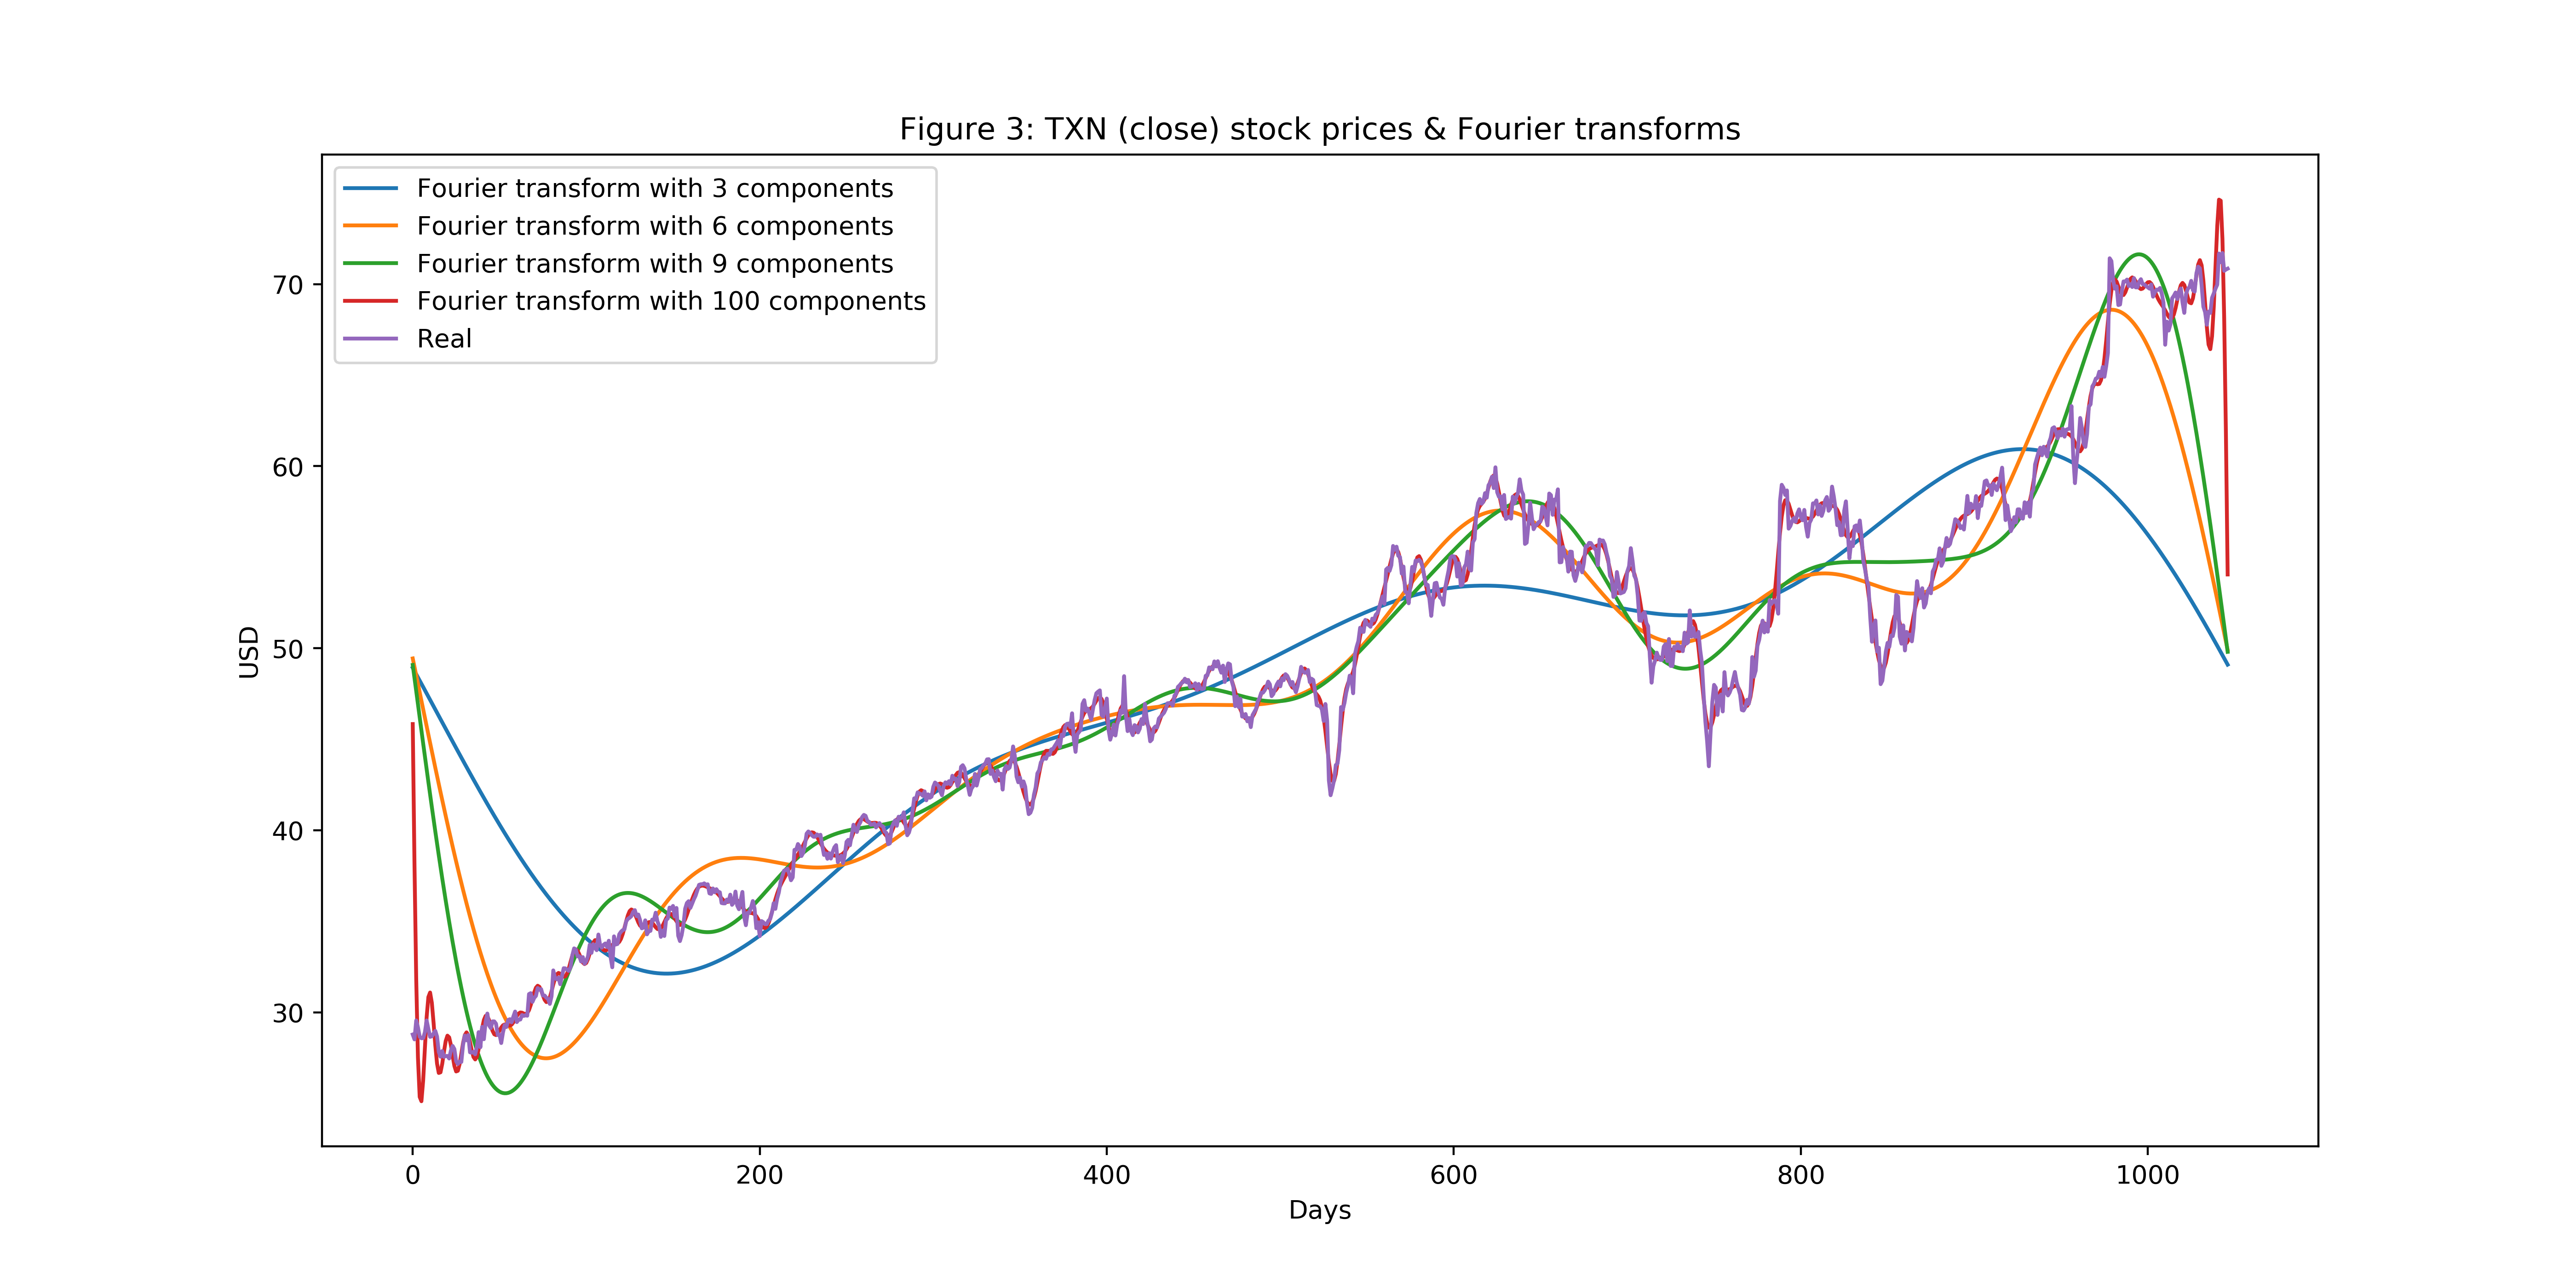 Figure 3: TXN (close) stock prices & Fourier transforms
Fourier transform with 3 components
Fourier transform with 6 components
Fourier transform with 9 components
Fourier transform with 100 components
Real
70
60
50
40
30
USD
0 200 400 600 800 1000
Days